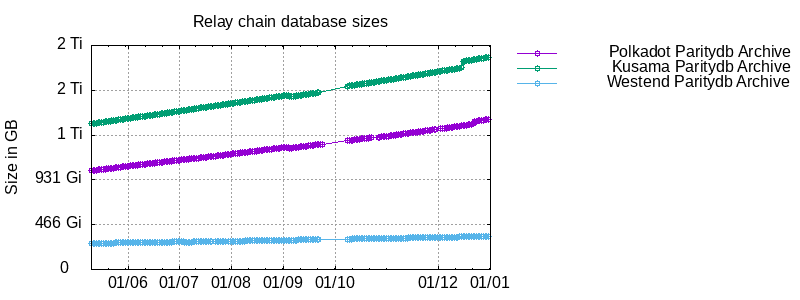 Relay chain database sizes
2 Ti
2 Ti
1 Ti
931 Gi
466 Gi
0
Size in GB
01/06
01/07
01/08
01/09
01/10
01/12
01/01
Polkadot Paritydb Archive
Kusama Paritydb Archive
Westend Paritydb Archive